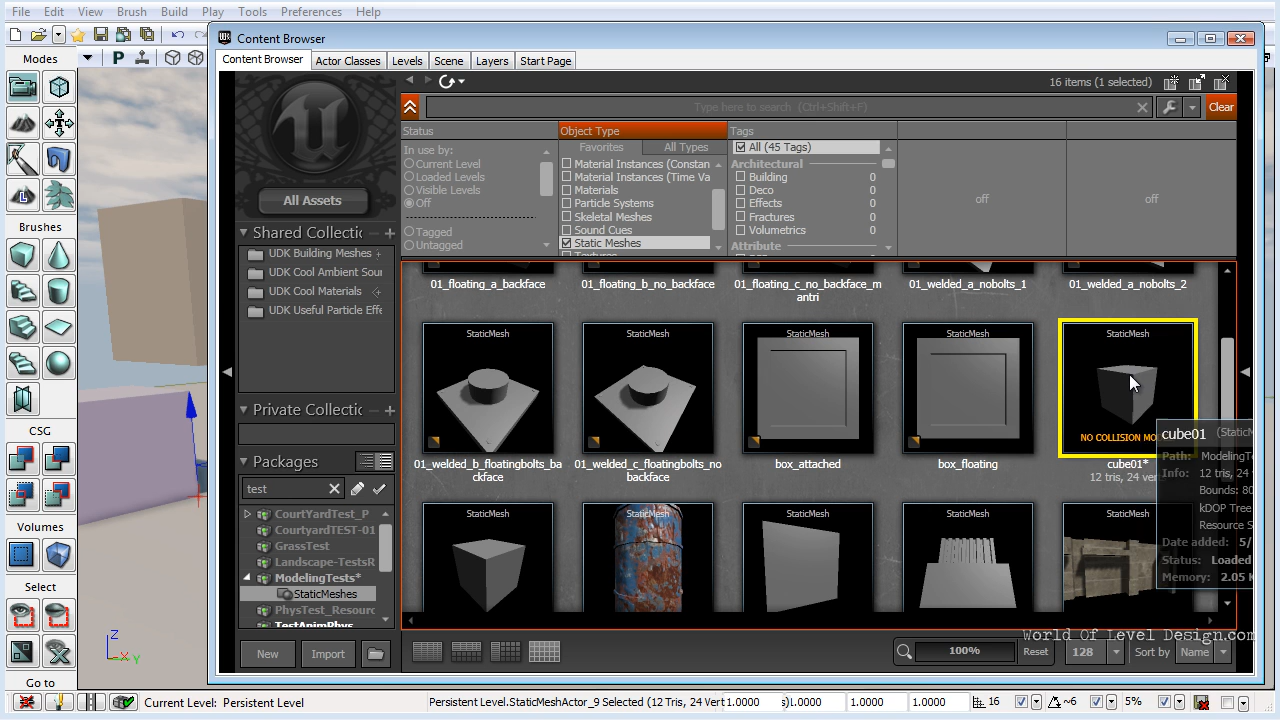 File Edit View Brush Build Play Tools Preferences Help
Content Browser
Modes
Content Browser Actor Classes Levels Scene Layers Start Page
P
16 items (1 selected)
Type here to search (Ctrl+Shift+F)
Clear
Status
Object Type
Tags
In use by:
Current Level
Loaded Levels
Visible Levels
Off
Tagged
Untagged
Favorites All Types
Material Instances (Constan
Material Instances (Time Va
Materials
Particle Systems
Skeletal Meshes
Sound Cues
Static Meshes
All (45 Tags)
Architectural
Building 0
Deco 0
Effects 0
Fractures 0
Volumetrics 0
Attribute
off
off
All Assets
Shared Collectic
UDK Building Meshes
UDK Cool Ambient Sour
UDK Cool Materials
UDK Useful Particle Effe
Private Collectic
Packages
test
CourtYardTest_P
CourtyardTEST-01
GrassTest
Landscape-TestsR
ModelingTests*
StaticMeshes
PhysTest_Resourc
TestAnimPhys
New Import
Brushes
CSG
Volumes
Select
Go to
01_floating_a_backface
01_floating_b_no_backface
01_floating_c_no_backface_m
antri
01_welded_a_nobolts_1
01_welded_a_nobolts_2
StaticMesh
StaticMesh
StaticMesh
StaticMesh
StaticMesh
NO COLLISION MO
01_welded_b_floatingbolts_ba
ckface
01_welded_c_floatingbolts_no
backface
box_attached
box_floating
cube01*
12 tris, 24 ver
StaticMesh
StaticMesh
StaticMesh
StaticMesh
StaticMesh
cube01 (StaticM
Path: ModelingTe
Info: 12 tris, 24 v
Bounds: 80
kDOP Tree
Resource S
Date added: 5/
Status: Loaded
Memory: 2.05 K
World Of Level Design.com
100% Reset 128 Sort by Name
Z
X Y
Current Level: Persistent Level
Persistent Level.StaticMeshActor_9 Selected (12 Tris, 24 Vert
1.0000 1.0000 1.0000 1.0000
16
~6
5%